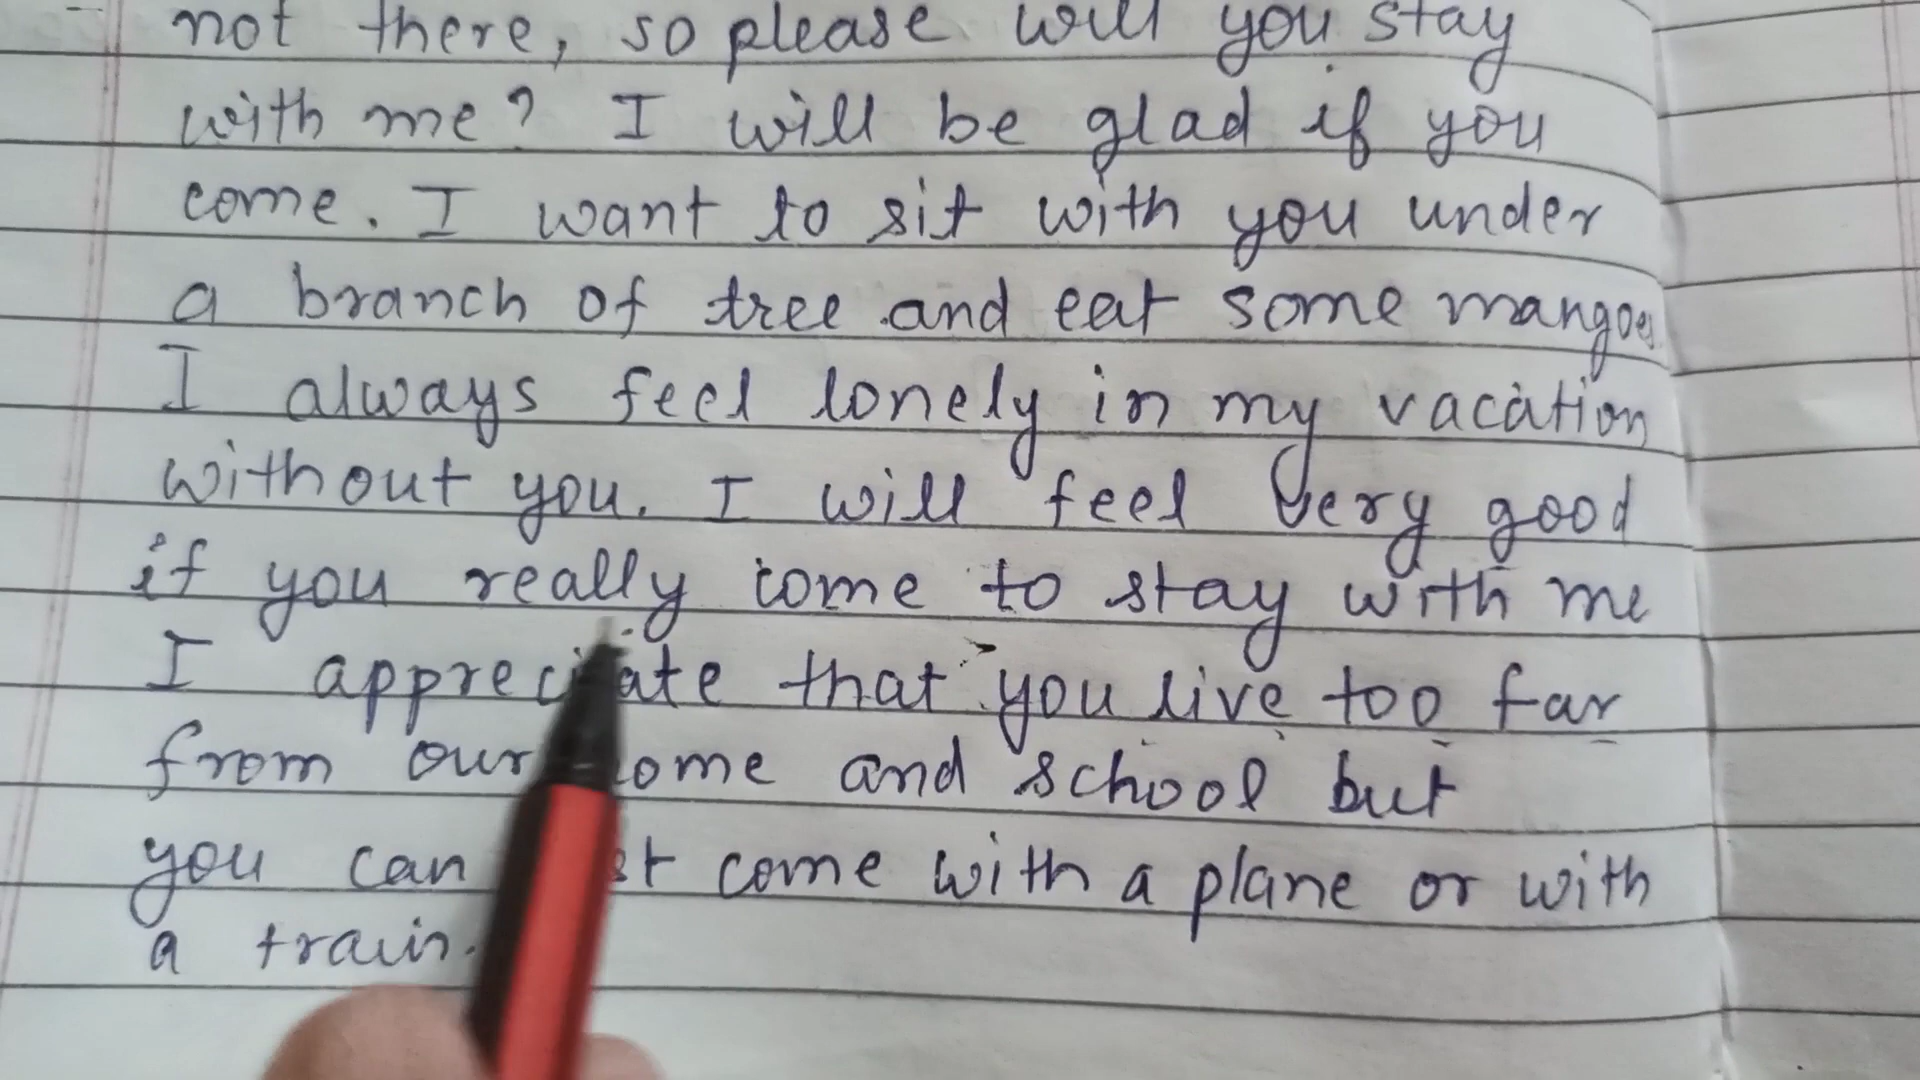 not there, so please will you stay
with me? I will be glad if you
come. I want to sit with you under
a branch of tree and eat some mangoes.
I always feel lonely in my vacation
without you. I will feel very good
if you really come to stay with me
I appreciate that you live too far
from our and school but
you can come with a plane or with
a train.